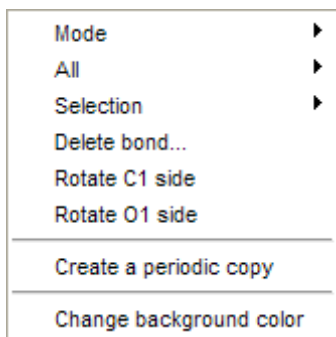 Mode
All
Selection
Delete bond...
Rotate C1 side
Rotate O1 side
Create a periodic copy
Change background color